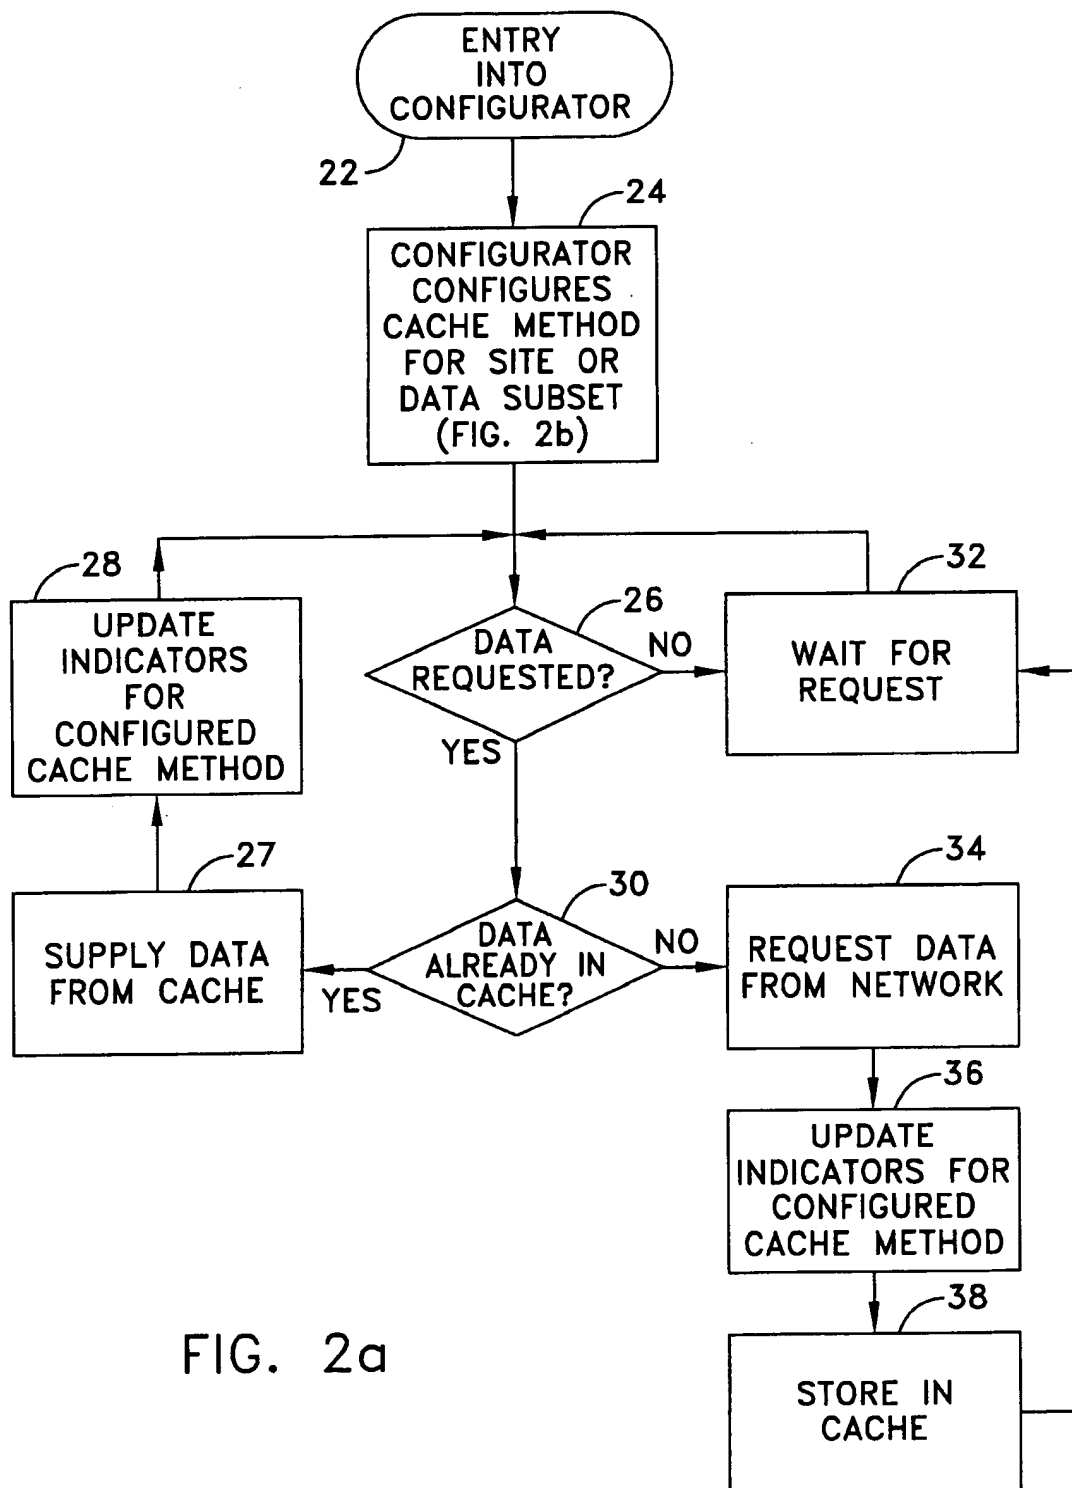 ENTRY
INTO
CONFIGURATOR
22
24
CONFIGURATOR
CONFIGURES
CACHE METHOD
FOR SITE OR
DATA SUBSET
(FIG. 2b)
28
UPDATE
INDICATORS
FOR
CONFIGURED
CACHE METHOD
26
DATA
REQUESTED?
NO
YES
32
WAIT FOR
REQUEST
27
SUPPLY DATA
FROM CACHE
30
DATA
ALREADY IN
CACHE?
YES
NO
34
REQUEST DATA
FROM NETWORK
36
UPDATE
INDICATORS FOR
CONFIGURED
CACHE METHOD
38
STORE IN
CACHE
FIG. 2a